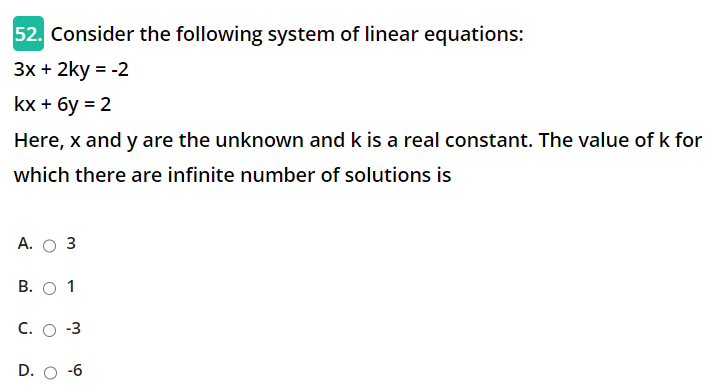 52. Consider the following system of linear equations:
3x + 2ky = -2
kx + 6y = 2
Here, x and y are the unknown and k is a real constant. The value of k for
which there are infinite number of solutions is
A. 3
B. 1
C. -3
D. -6